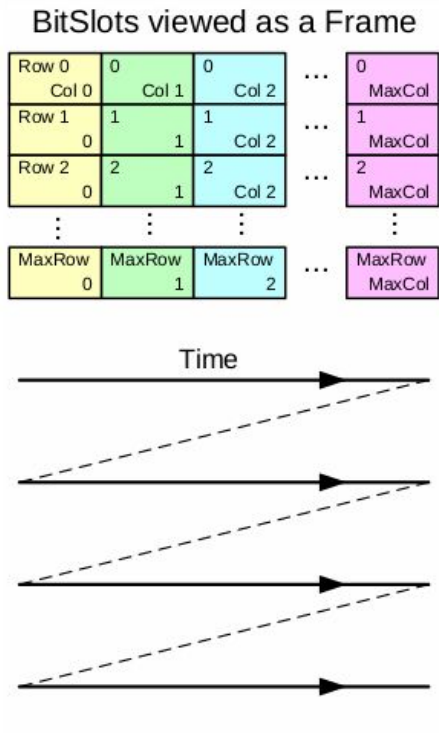 BitSlots viewed as a Frame
Row 0 0 0 ... 0
Col 0 Col 1 Col 2 MaxCol
Row 1 1 1 ... 1
0 1 Col 2 MaxCol
Row 2 2 2 ... 2
0 1 Col 2 MaxCol
MaxRow MaxRow MaxRow ... MaxRow
0 1 2 MaxCol
Time